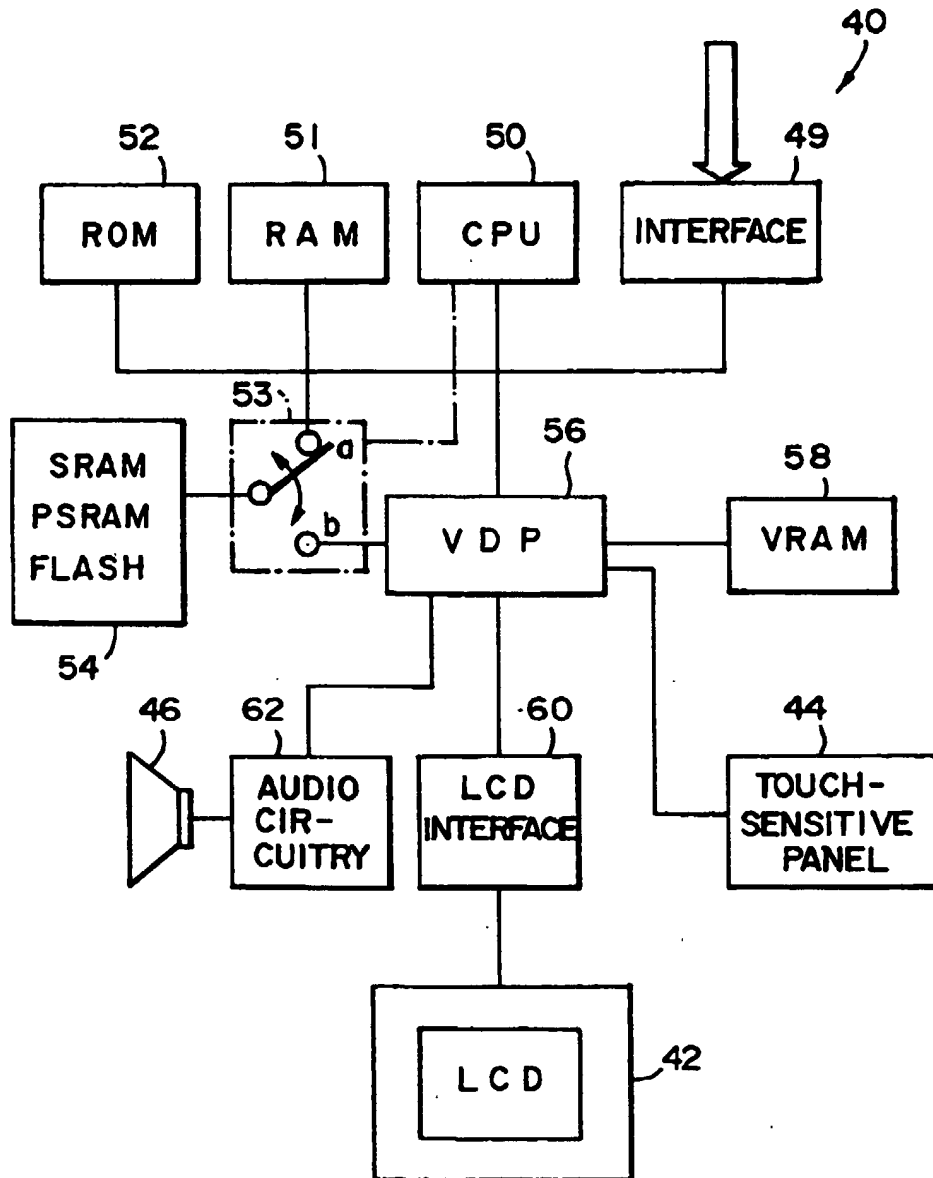 40
52
51
50
49
ROM
RAM
CPU
INTERFACE
53
a
b
SRAM
PSRAM
FLASH
54
56
VDP
58
VRAM
46
62
AUDIO
CIR-
CUITRY
60
LCD
INTERFACE
44
TOUCH-
SENSITIVE
PANEL
LCD
42